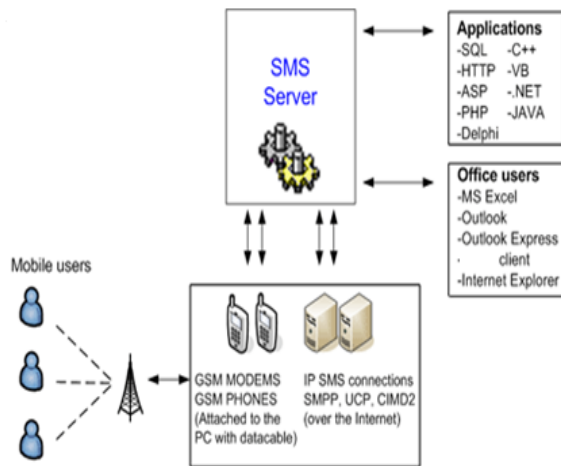 SMS
Server
Applications
-SQL -C++
-HTTP -VB
-ASP -.NET
-PHP -JAVA
-Delphi
Office users
-MS Excel
-Outlook
-Outlook Express
· client
-Internet Explorer
Mobile users
GSM MODEMS
GSM PHONES
(Attached to the
PC with datacable)
IP SMS connections
SMPP, UCP, CIMD2
(over the Internet)